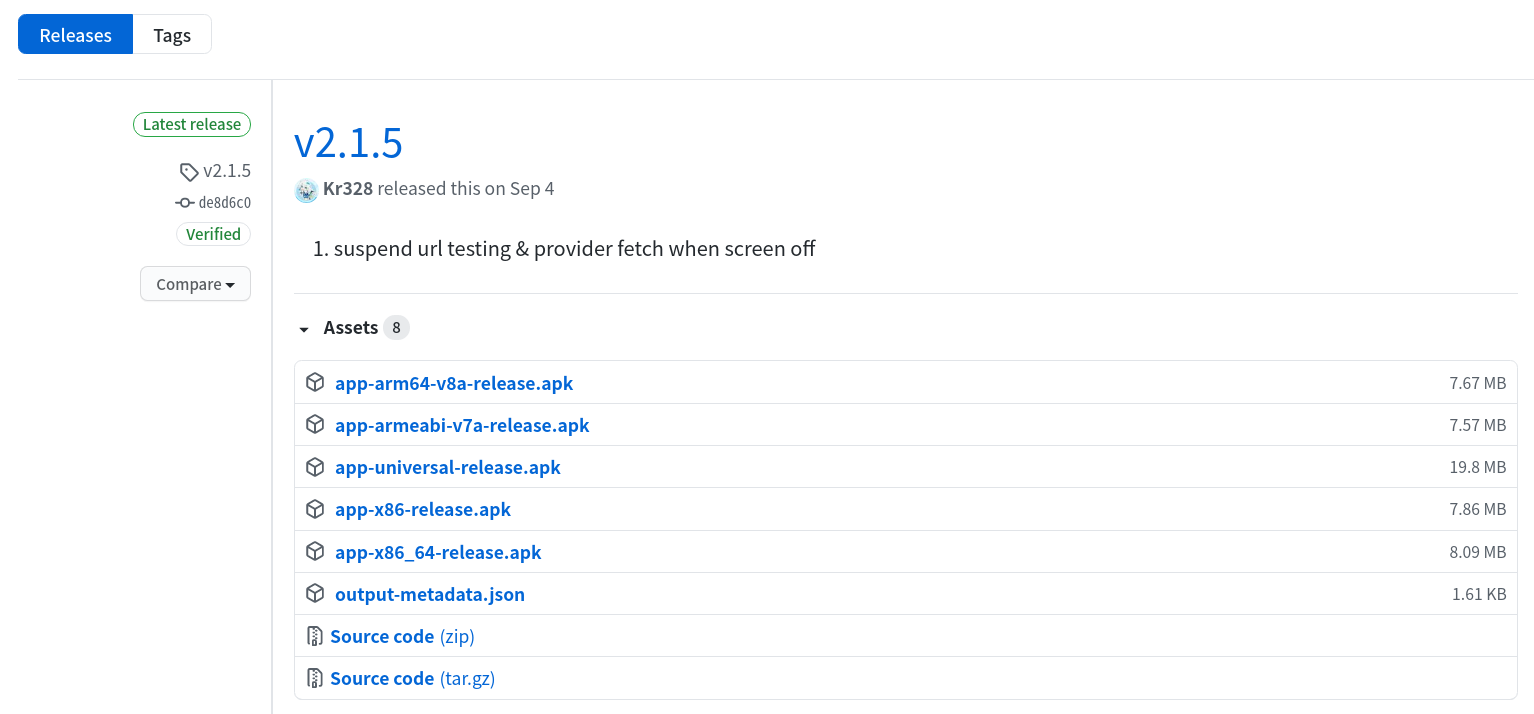 Releases
Tags
Latest release
v2.1.5
de8d6c0
Verified
Compare
v2.1.5
Kr328 released this on Sep 4
1. suspend url testing & provider fetch when screen off
Assets 8
app-arm64-v8a-release.apk 7.67 MB
app-armeabi-v7a-release.apk 7.57 MB
app-universal-release.apk 19.8 MB
app-x86-release.apk 7.86 MB
app-x86_64-release.apk 8.09 MB
output-metadata.json 1.61 KB
Source code (zip)
Source code (tar.gz)